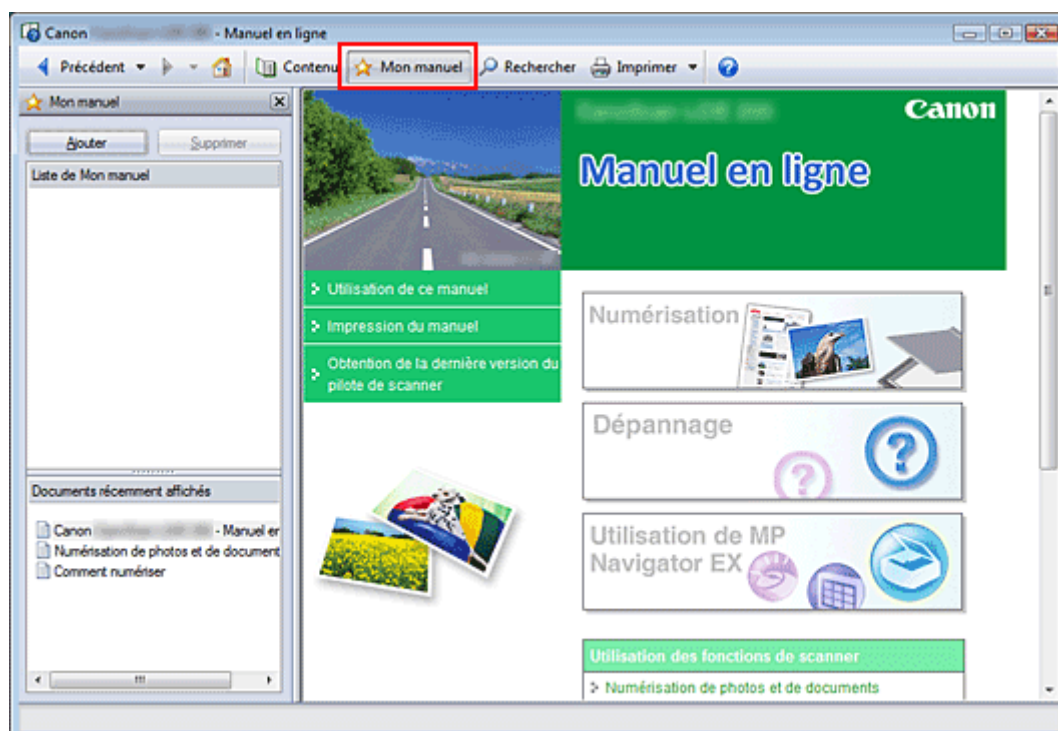 Canon - Manuel en ligne
Précédent
Contenu
Mon manuel
Rechercher
Imprimer
Mon manuel
Ajouter
Supprimer
Liste de Mon manuel
Documents récemment affichés
Canon - Manuel er
Numérisation de photos et de document
Comment numériser
Canon
Manuel en ligne
Utilisation de ce manuel
Impression du manuel
Obtention de la dernière version du
pilote de scanner
Numérisation
Dépannage
Utilisation de MP
Navigator EX
Utilisation des fonctions de scanner
Numérisation de photos et de documents